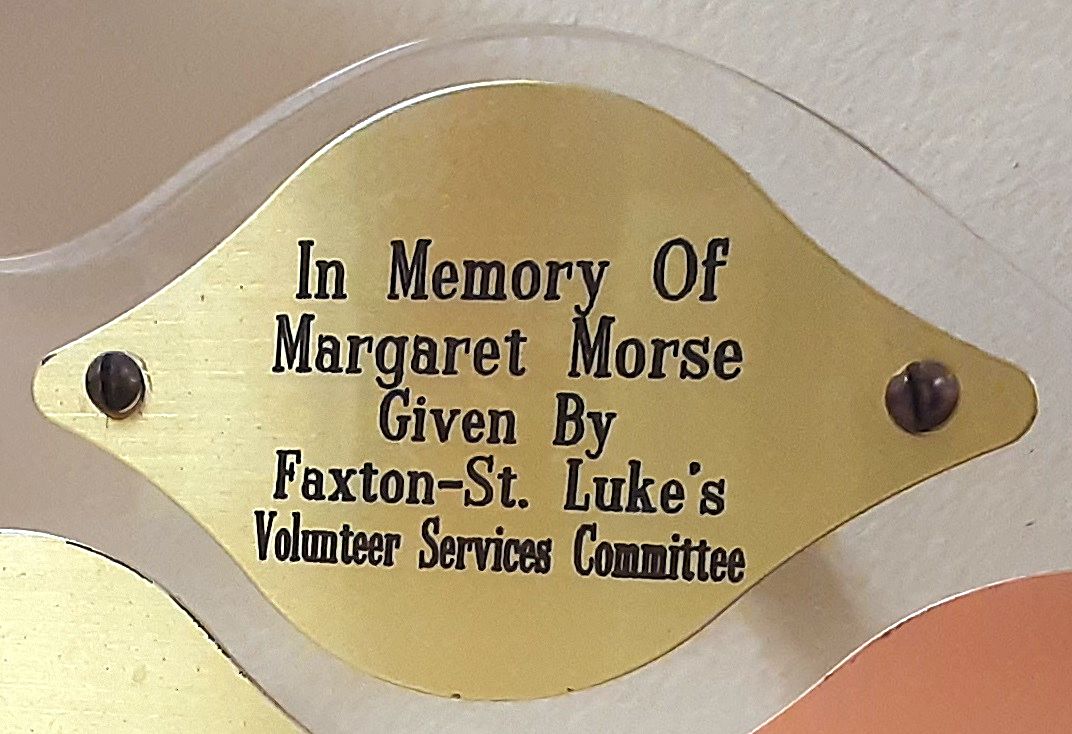 In Memory Of
Margaret Morse
Given By
Faxton-St. Luke's
Volunteer Services Committee